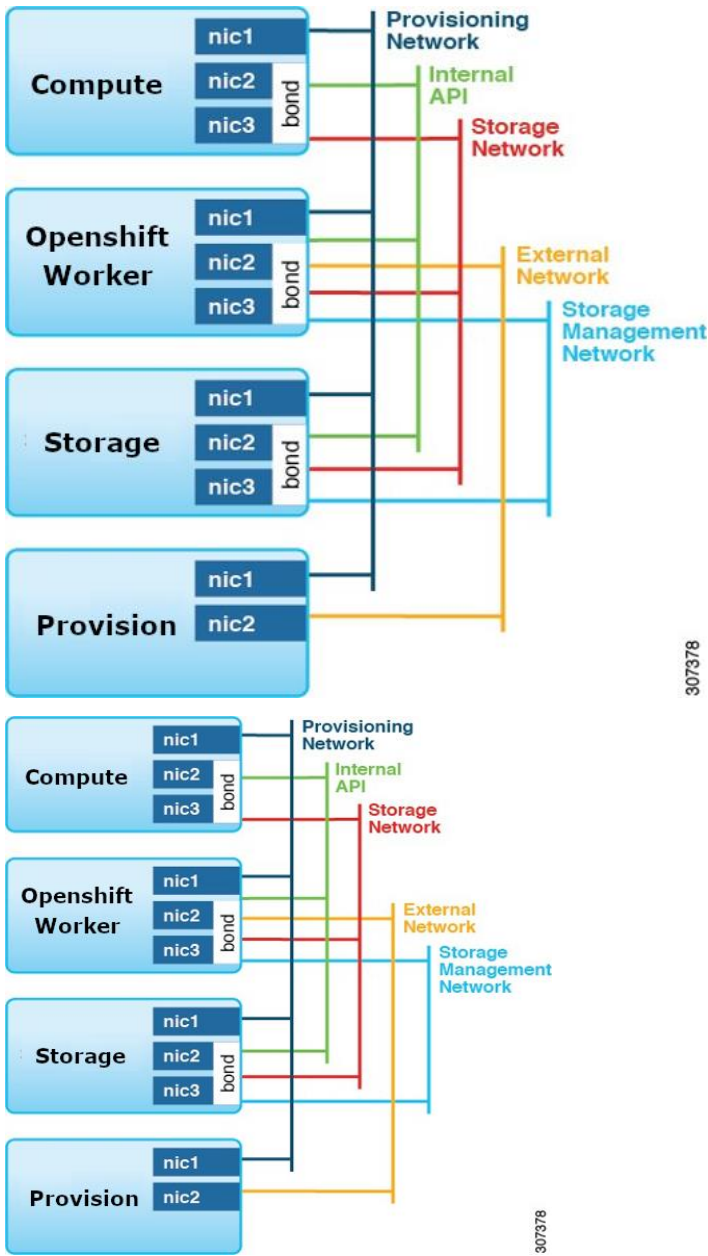 Provisioning
Network
nic1
Compute
nic2
nic3
bond
Internal
API
Storage
Network
nic1
Openshift
Worker
nic2
nic3
bond
External
Network
Storage
Management
Network
nic1
Storage
nic2
nic3
bond
nic1
Provision
nic2
307378
Provisioning
Network
nic1
Compute
nic2
nic3
bond
Internal
API
Storage
Network
nic1
Openshift
Worker
nic2
nic3
bond
External
Network
Storage
Management
Network
nic1
Storage
nic2
nic3
bond
nic1
Provision
nic2
307378